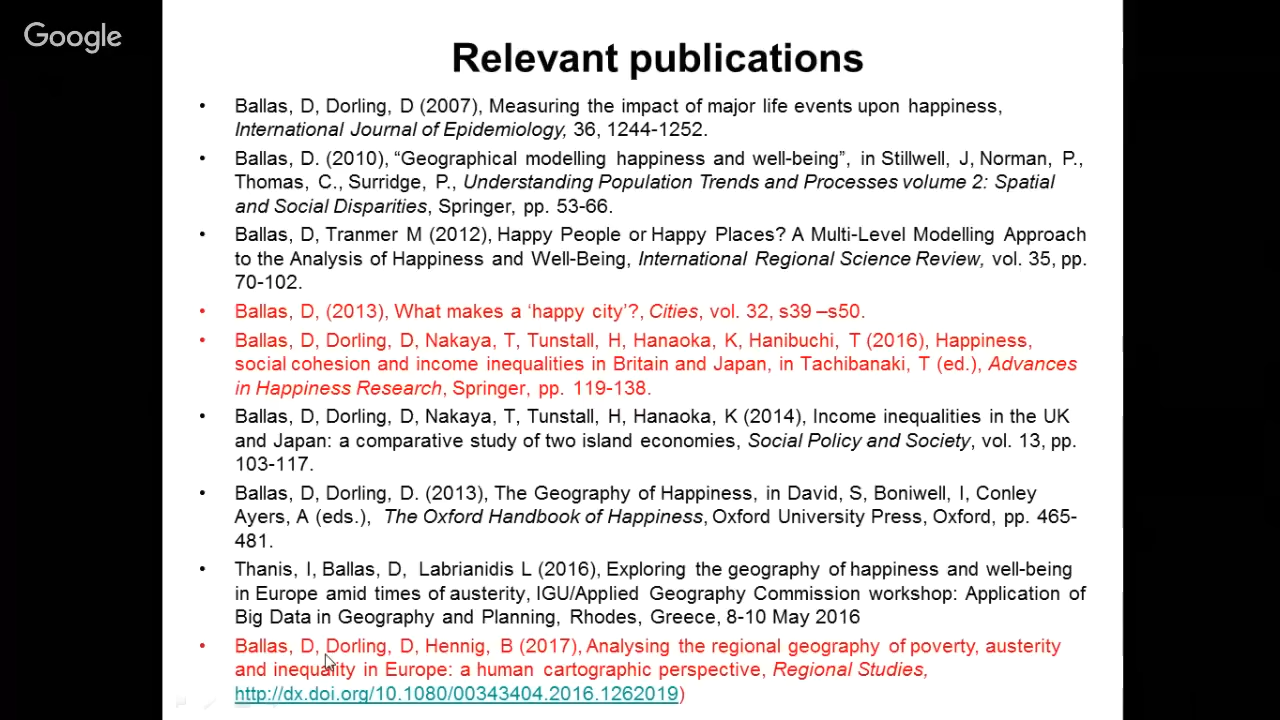 Google
Relevant publications
• Ballas, D, Dorling, D (2007), Measuring the impact of major life events upon happiness,
International Journal of Epidemiology, 36, 1244-1252.
• Ballas, D. (2010), “Geographical modelling happiness and well-being”, in Stillwell, J, Norman, P.,
Thomas, C., Surridge, P., Understanding Population Trends and Processes volume 2: Spatial
and Social Disparities, Springer, pp. 53-66.
• Ballas, D, Tranmer M (2012), Happy People or Happy Places? A Multi-Level Modelling Approach
to the Analysis of Happiness and Well-Being, International Regional Science Review, vol. 35, pp.
70-102.
• Ballas, D, (2013), What makes a ‘happy city’?, Cities, vol. 32, s39 –s50.
• Ballas, D, Dorling, D, Nakaya, T, Tunstall, H, Hanaoka, K, Hanibuchi, T (2016), Happiness,
social cohesion and income inequalities in Britain and Japan, in Tachibanaki, T (ed.), Advances
in Happiness Research, Springer, pp. 119-138.
• Ballas, D, Dorling, D, Nakaya, T, Tunstall, H, Hanaoka, K (2014), Income inequalities in the UK
and Japan: a comparative study of two island economies, Social Policy and Society, vol. 13, pp.
103-117.
• Ballas, D, Dorling, D. (2013), The Geography of Happiness, in David, S, Boniwell, I, Conley
Ayers, A (eds.), The Oxford Handbook of Happiness, Oxford University Press, Oxford, pp. 465-
481.
• Thanis, I, Ballas, D, Labrianidis L (2016), Exploring the geography of happiness and well-being
in Europe amid times of austerity, IGU/Applied Geography Commission workshop: Application of
Big Data in Geography and Planning, Rhodes, Greece, 8-10 May 2016
• Ballas, D, Dorling, D, Hennig, B (2017), Analysing the regional geography of poverty, austerity
and inequality in Europe: a human cartographic perspective, Regional Studies,
http://dx.doi.org/10.1080/00343404.2016.1262019)